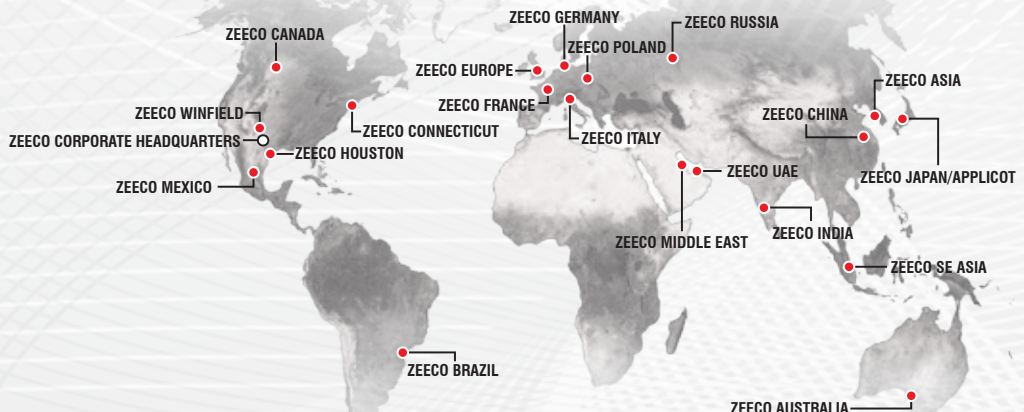 ZEECO GERMANY
ZEECO RUSSIA
ZEECO CANADA
ZEECO POLAND
ZEECO EUROPE
ZEECO ASIA
ZEECO FRANCE
ZEECO WINFIELD
ZEECO CHINA
ZEECO CONNECTICUT
ZEECO ITALY
ZEECO CORPORATE HEADQUARTERS
ZEECO HOUSTON
ZEECO UAE
ZEECO JAPAN/APPLICOT
ZEECO MEXICO
ZEECO INDIA
ZEECO MIDDLE EAST
ZEECO SE ASIA
ZEECO BRAZIL
ZEECO AUSTRALIA